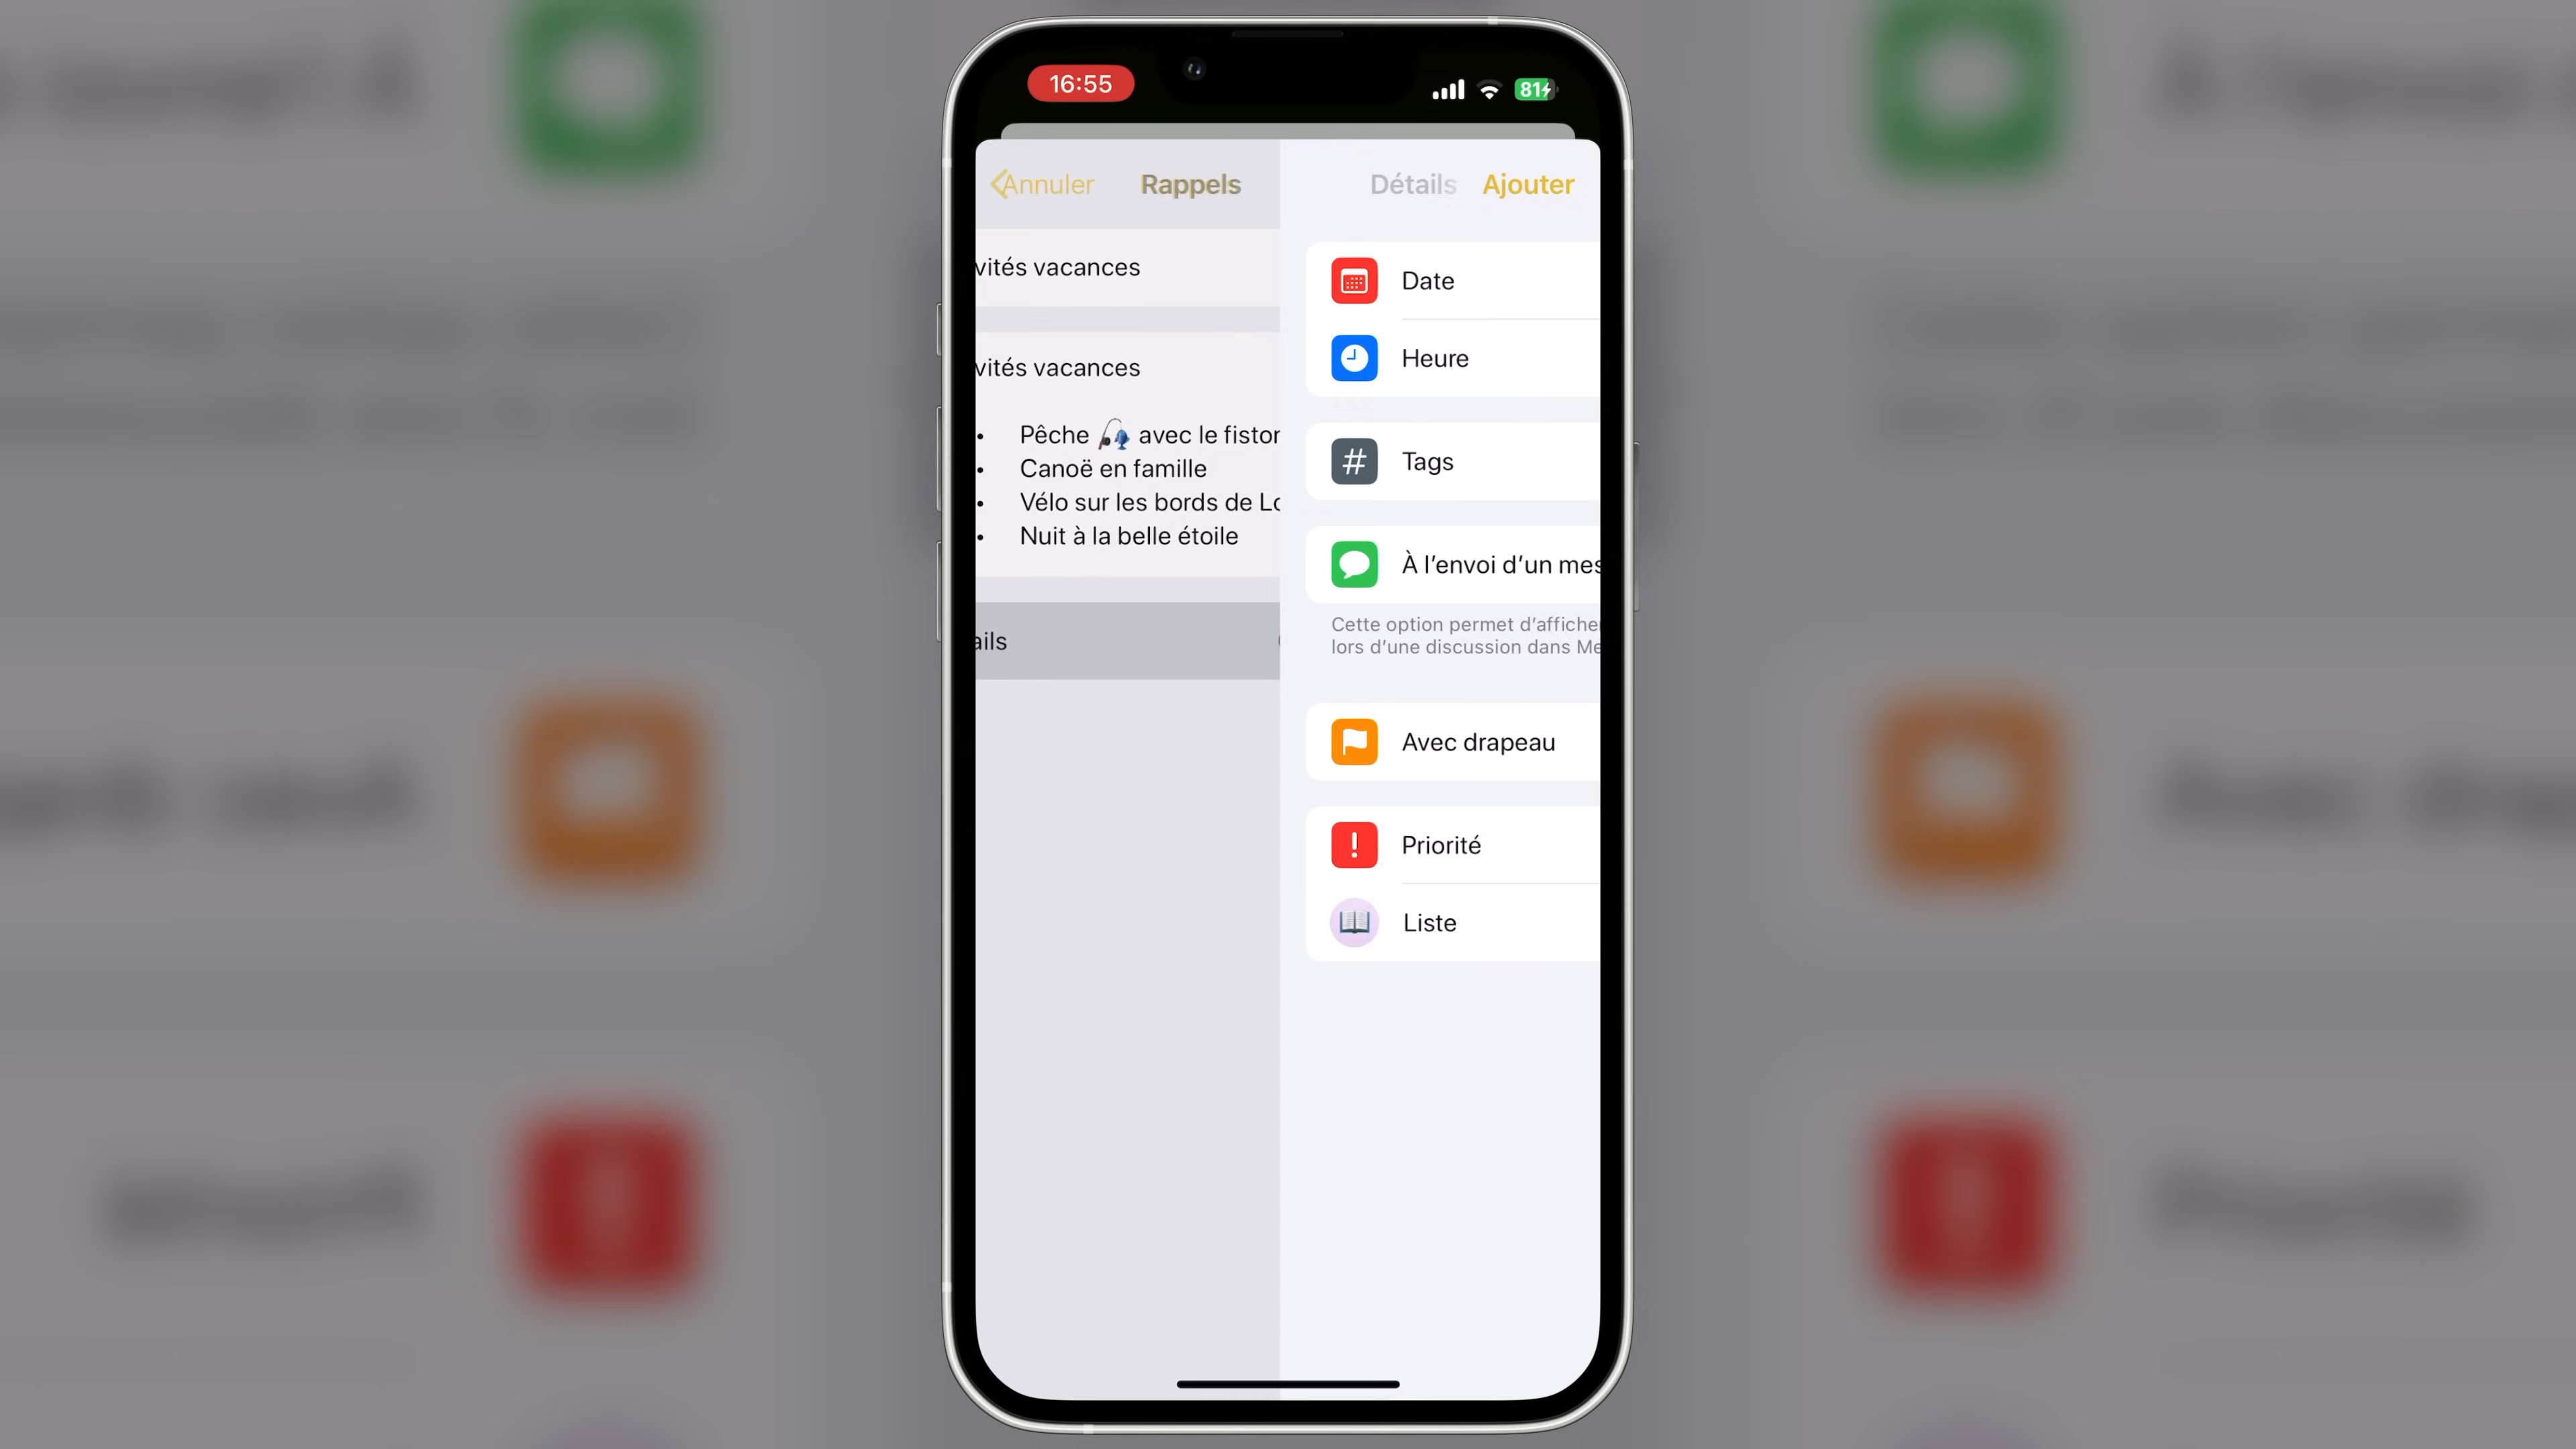 16:55
81
Annuler
Rappels
Détails
Ajouter
vités vacances
vités vacances
• Pêche 🎣 avec le fiston
• Canoë en famille
• Vélo sur les bords de Lo
• Nuit à la belle étoile
ails
Date
Heure
Tags
À l’envoi d’un mes
Cette option permet d’affiche
lors d’une discussion dans Me
Avec drapeau
Priorité
Liste